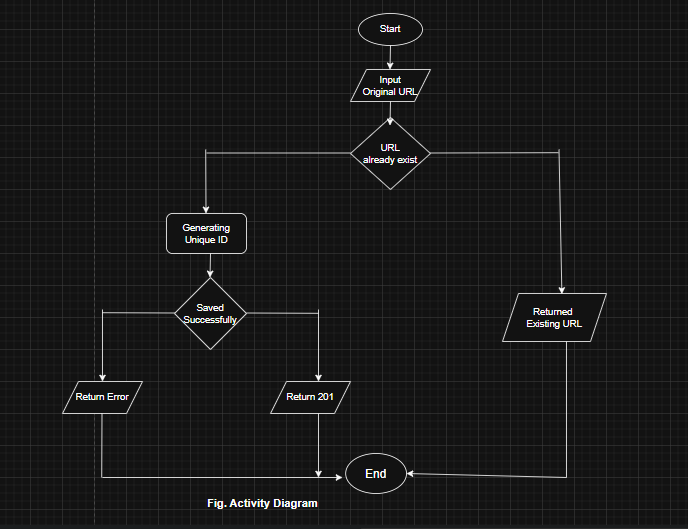 Start
Input
Original URL
URL
already exist
Generating
Unique ID
Saved
Successfully
Returned
Existing URL
Return Error
Return 201
End
Fig. Activity Diagram